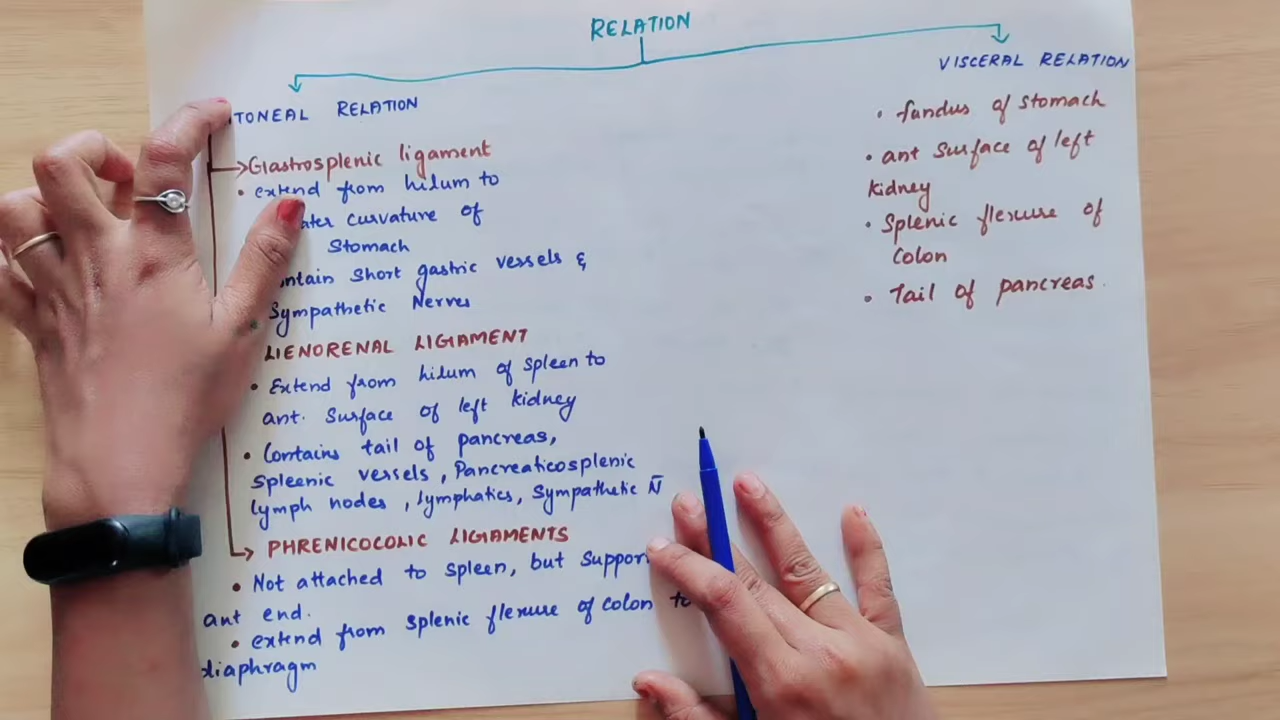 RELATION
TONEAL RELATION
Gastrosplenic ligament
• extend from hilum to
ater curvature of
Stomach
ntain Short gastric vessels &
• Sympathetic Nerves
LIENORENAL LIGAMENT
• Extend from hilum of spleen to
ant. Surface of left kidney
• Contains tail of pancreas,
Spleenic vessels, Pancreaticosplenic
lymph nodes, lymphatics, Sympathetic N̄
PHRENICOCOLIC LIGAMENTS
• Not attached to spleen, but suppor
ant end.
• extend from splenic flexure of colon to
diaphragm
VISCERAL RELATION
• fundus of stomach
• ant surface of left
kidney
• Splenic flexure of
Colon
• Tail of pancreas.